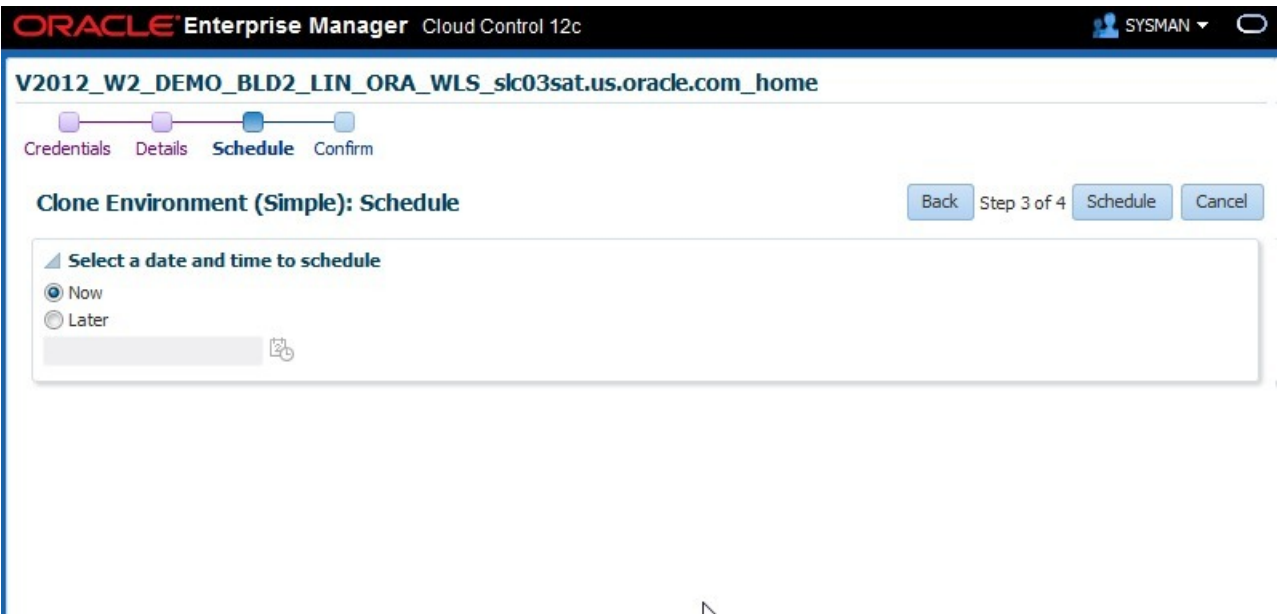 ORACLE Enterprise Manager Cloud Control 12c SYSMAN
V2012_W2_DEMO_BLD2_LIN_ORA_WLS_slc03sat.us.oracle.com_home
Credentials Details Schedule Confirm
Clone Environment (Simple): Schedule Back Step 3 of 4 Schedule Cancel
Select a date and time to schedule
Now
Later